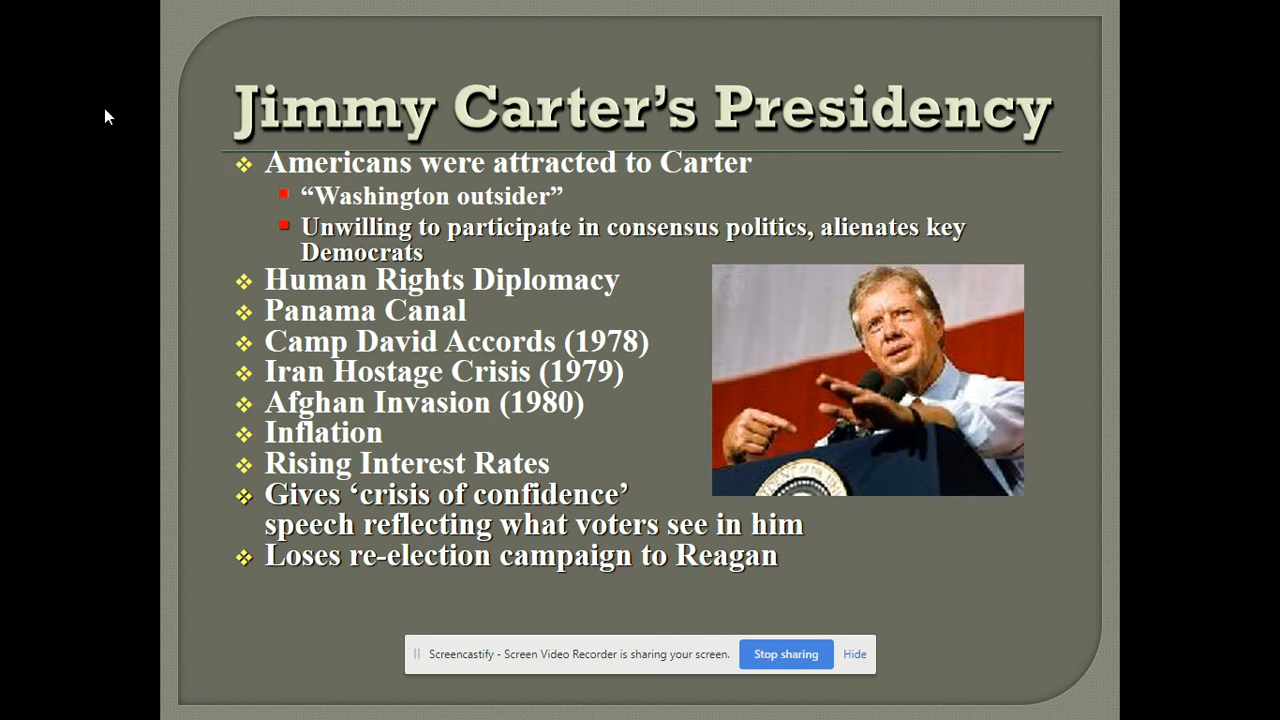 Jimmy Carter’s Presidency
Americans were attracted to Carter
“Washington outsider”
Unwilling to participate in consensus politics, alienates key
Democrats
Human Rights Diplomacy
Panama Canal
Camp David Accords (1978)
Iran Hostage Crisis (1979)
Afghan Invasion (1980)
Inflation
Rising Interest Rates
Gives ‘crisis of confidence’
speech reflecting what voters see in him
Loses re-election campaign to Reagan
Screencastify - Screen Video Recorder is sharing your screen. Stop sharing Hide